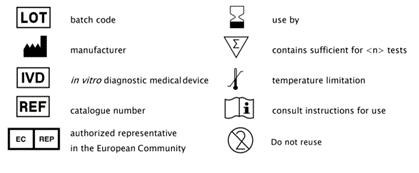 LOT batch code
manufacturer
IVD in vitro diagnostic medical device
REF catalogue number
EC REP authorized representative
in the European Community
use by
Σ contains sufficient for <n> tests
temperature limitation
i consult instructions for use
2 Do not reuse